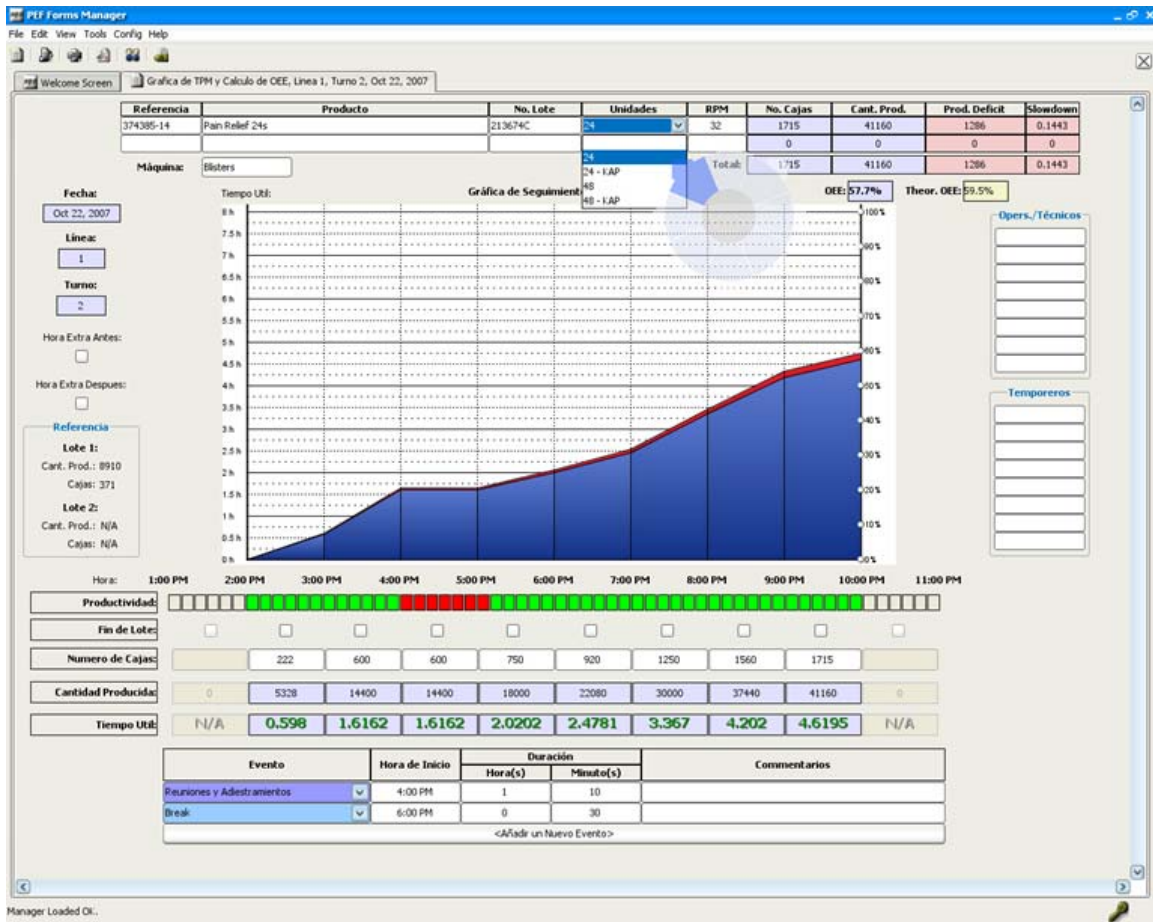 PEF Forms Manager
File Edit View Tools Config Help
Welcome Screen Grafica de TPM y Calculo de OEE, Linea 1, Turno 2, Oct 22, 2007
Referencia Producto No. Lote Unidades RPM No. Cajas Cant. Prod. Prod. Deficit Slowdown
374385-14 Pain Relief 24s 213674C 24 32 1715 41160 1286 0.1443
0 0 0 0
24
24 - KAP
48
48 - KAP
Máquina: Blisters Total: 1715 41160 1286 0.1443
Fecha: Tiempo Util: Gráfica de Seguimient OEE: 57.7% Theor. OEE: 59.5%
Oct 22, 2007
Línea:
1
Turno:
2
Hora Extra Antes:
Hora Extra Despues:
Referencia
Lote 1:
Cant. Prod.: 8910
Cajas: 371
Lote 2:
Cant. Prod.: N/A
Cajas: N/A
8 h
7.5 h
7 h
6.5 h
6 h
5.5 h
5 h
4.5 h
4 h
3.5 h
3 h
2.5 h
2 h
1.5 h
1 h
0.5 h
0 h
100%
90%
80%
70%
60%
50%
40%
30%
20%
10%
0%
Opers./Técnicos
Temporeros
Hora: 1:00 PM 2:00 PM 3:00 PM 4:00 PM 5:00 PM 6:00 PM 7:00 PM 8:00 PM 9:00 PM 10:00 PM 11:00 PM
Productividad:
Fin de Lote:
Numero de Cajas: 222 600 600 750 920 1250 1560 1715
Cantidad Producida: 0 5328 14400 14400 18000 22080 30000 37440 41160 0
Tiempo Util: N/A 0.598 1.6162 1.6162 2.0202 2.4781 3.367 4.202 4.6195 N/A
Evento Hora de Inicio Duración Commentarios
Hora(s) Minuto(s)
Reuniones y Adiestramientos 4:00 PM 1 10
Break 6:00 PM 0 30
<Añadir un Nuevo Evento>
Manager Loaded OK..